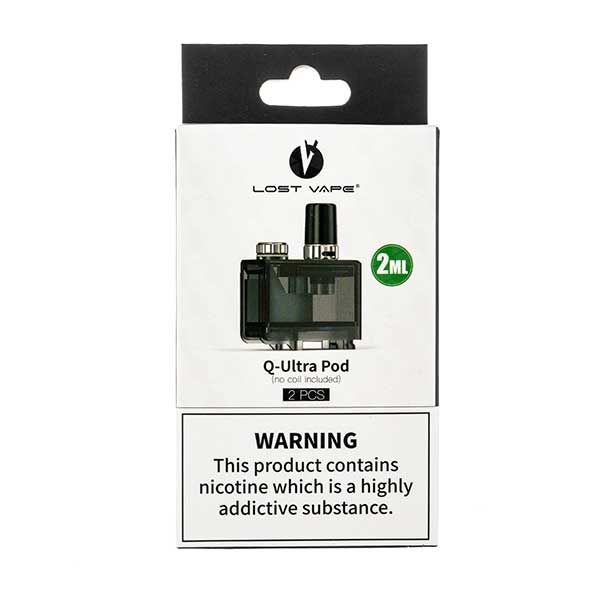 LOST VAPE®
2ML
Q-Ultra Pod
(no coil included)
2 PCS
WARNING
This product contains
nicotine which is a highly
addictive substance.